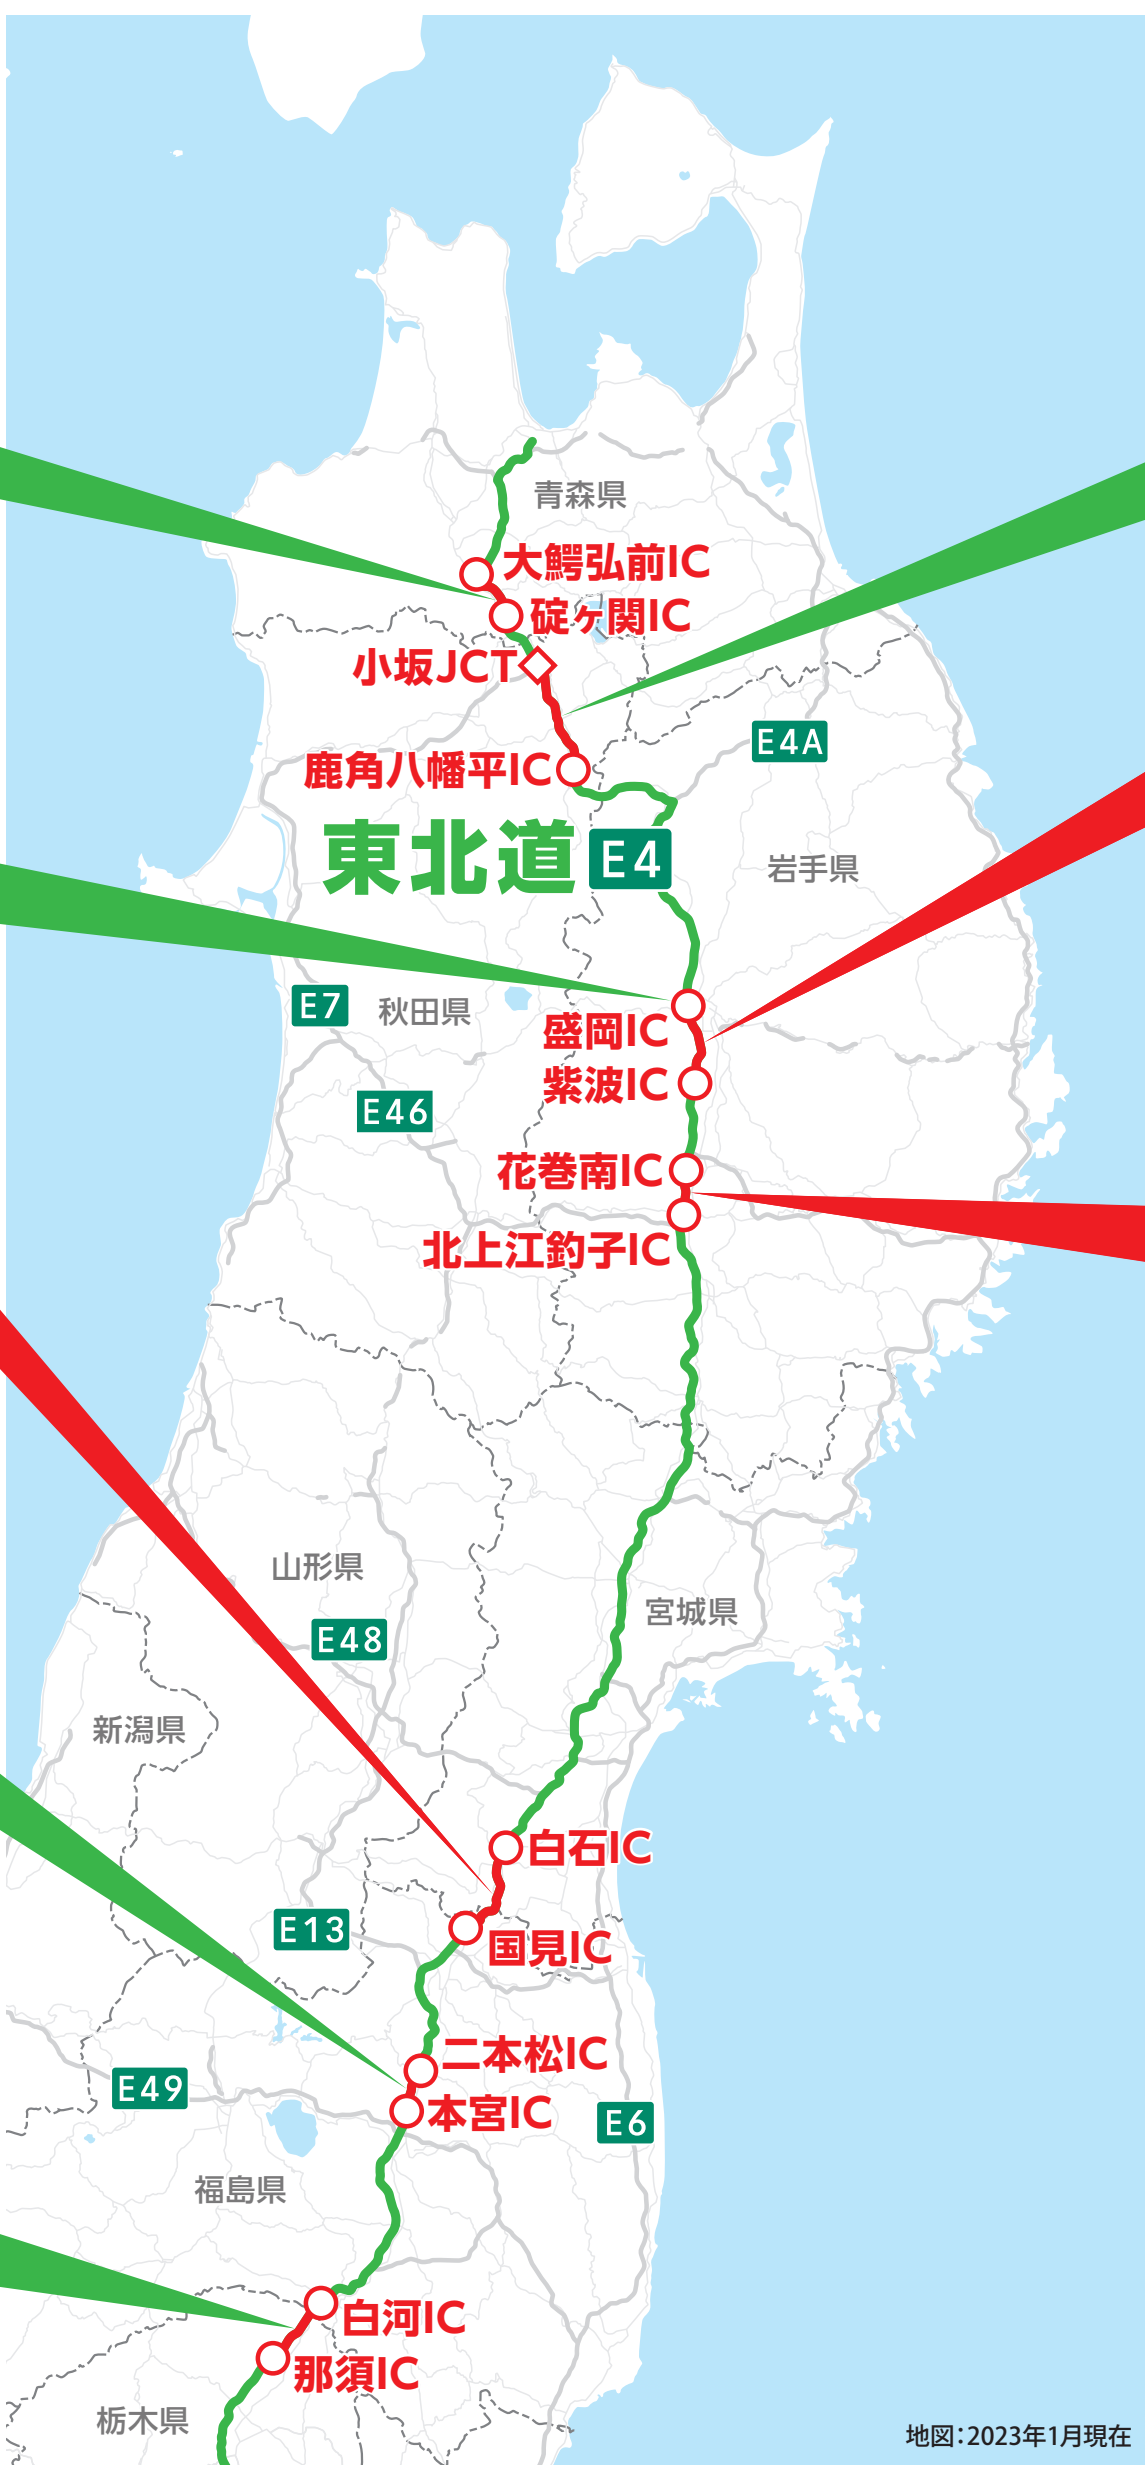 青森県
大鰐弘前IC
碇ヶ関IC
小坂JCT
E4A
鹿角八幡平IC
東北道 E4
岩手県
E7
秋田県
盛岡IC
紫波IC
E46
花巻南IC
北上江釣子IC
山形県
宮城県
E48
新潟県
白石IC
E13
国見IC
二本松IC
E49
本宮IC
E6
福島県
白河IC
那須IC
栃木県
地図：2023年1月現在